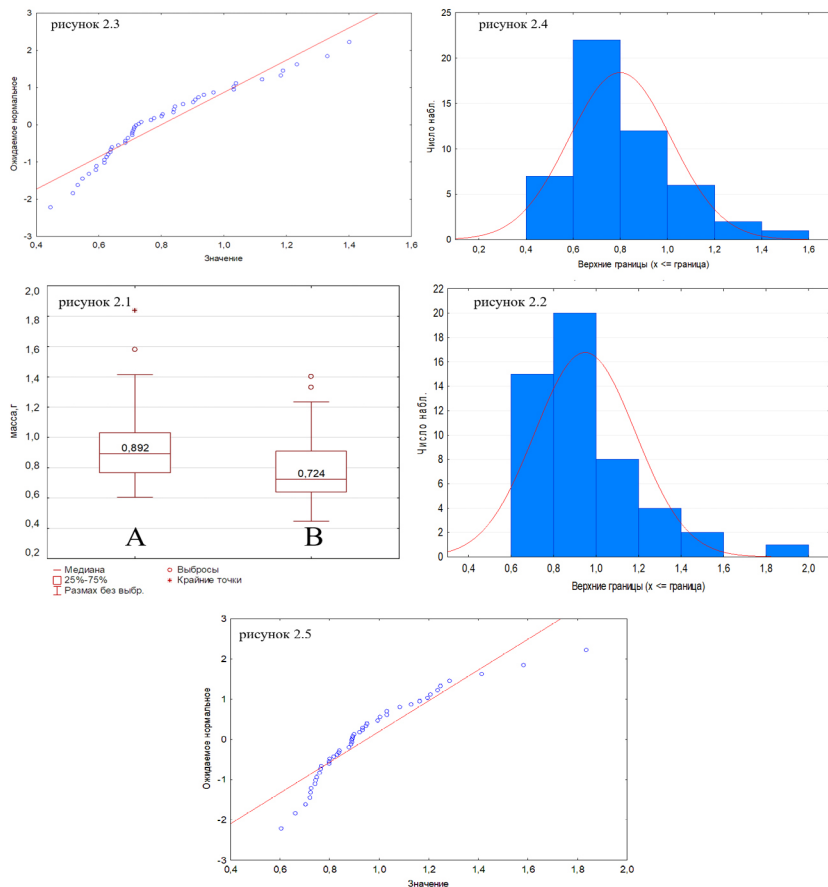 рисунок 2.3
Ожидаемое нормальное
3
2
1
0
-1
-2
-3
0,4 0,6 0,8 1,0 1,2 1,4 1,6
Значение
рисунок 2.4
Число набл.
25
20
15
10
5
0
0,2 0,4 0,6 0,8 1,0 1,2 1,4 1,6
Верхние границы (x <= граница)
рисунок 2.1
масса,г
2,0
1,8
1,6
1,4
1,2
1,0
0,8
0,6
0,4
0,2
0,892
0,724
A B
Медиана
25%-75%
Размах без выбр.
Выбросы
Крайние точки
рисунок 2.2
Число набл.
22
20
18
16
14
12
10
8
6
4
2
0
0,4 0,6 0,8 1,0 1,2 1,4 1,6 1,8 2,0
Верхние границы (x <= граница)
рисунок 2.5
Ожидаемое нормальное
3
2
1
0
-1
-2
-3
0,4 0,6 0,8 1,0 1,2 1,4 1,6 1,8 2,0
Значение